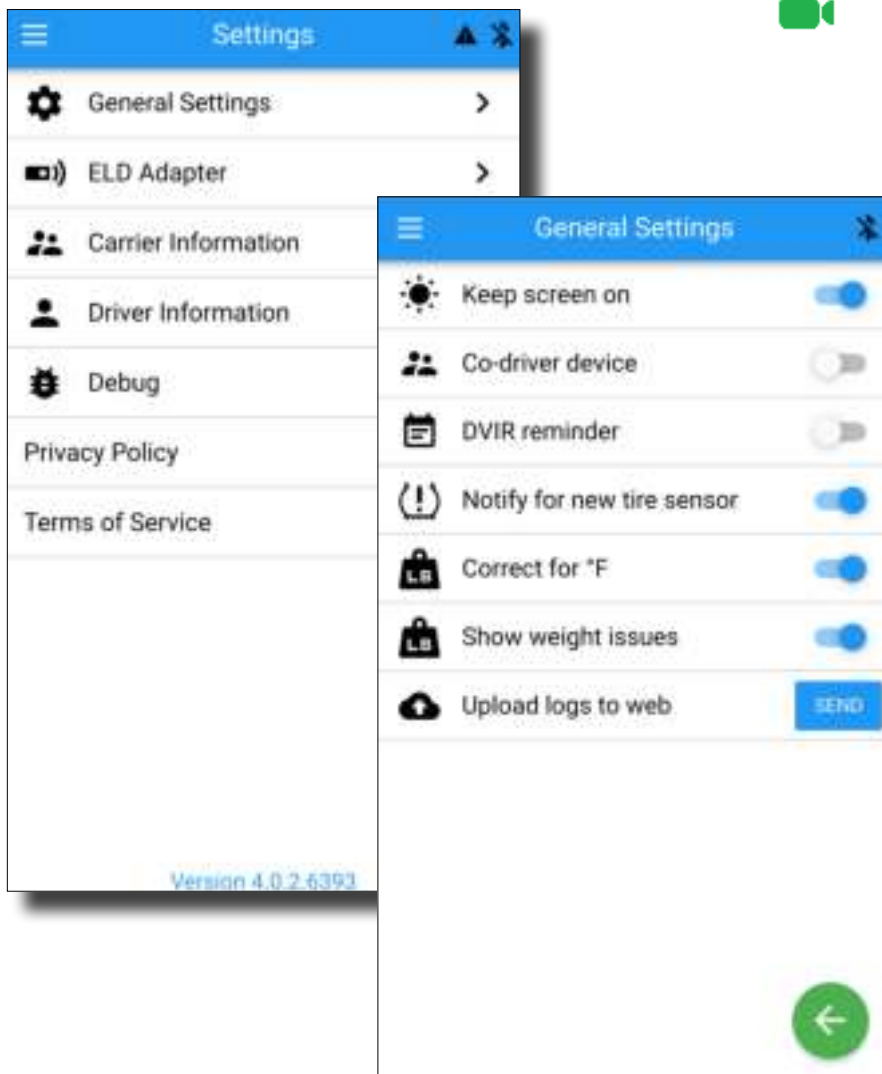 Settings
General Settings
ELD Adapter
Carrier Information
Driver Information
Debug
Privacy Policy
Terms of Service
Version 4.0.2.6393
General Settings
Keep screen on
Co-driver device
DVIR reminder
Notify for new tire sensor
LB Correct for °F
LB Show weight issues
Upload logs to web SEND